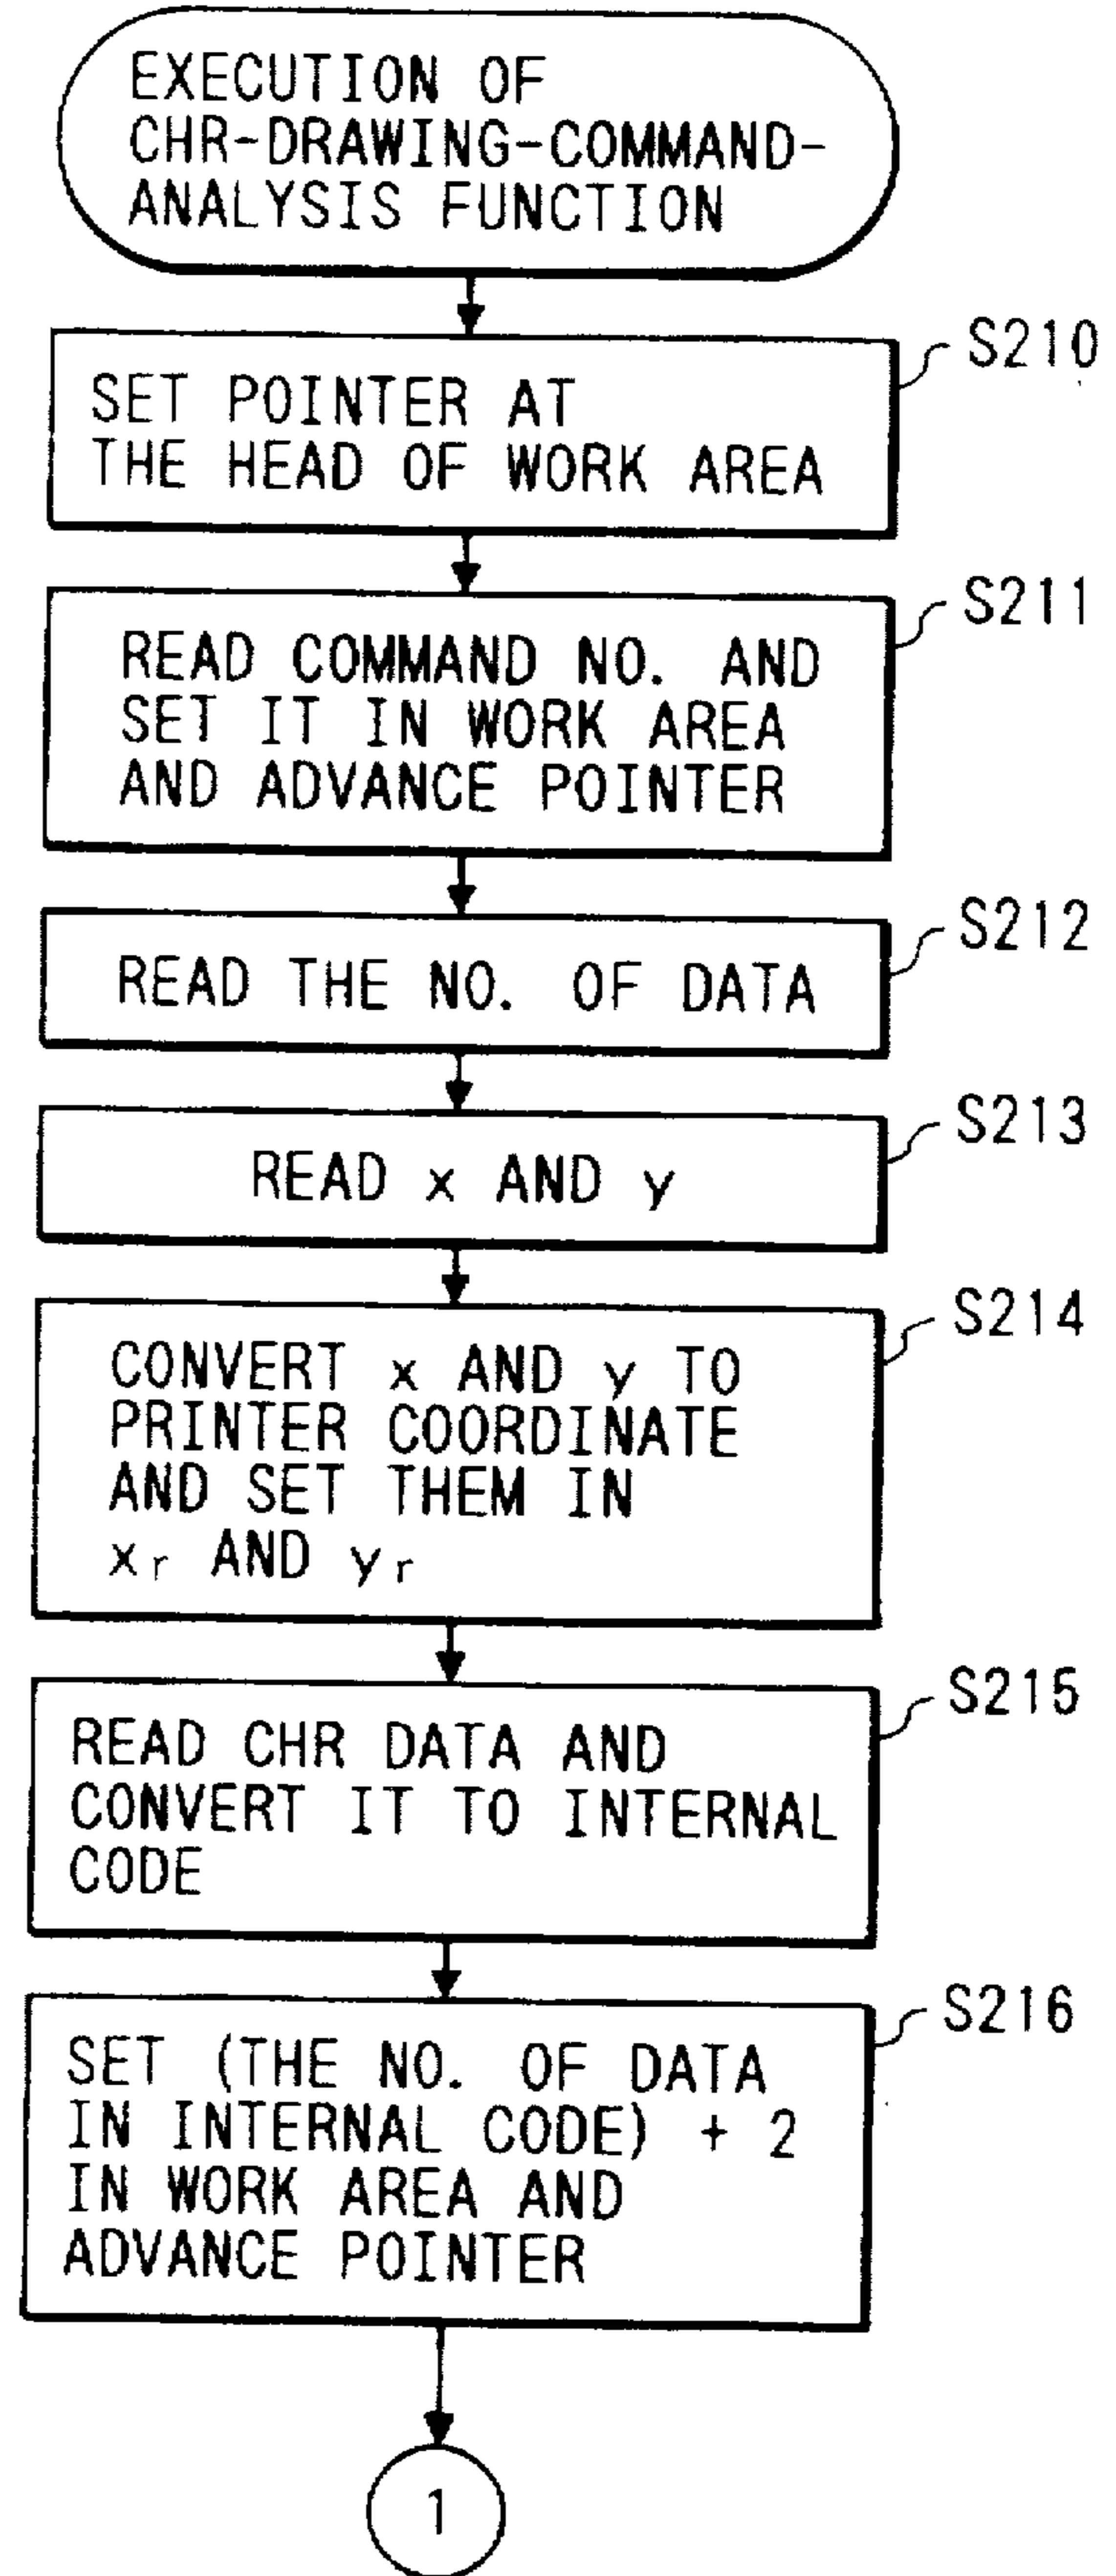 EXECUTION OF
CHR-DRAWING-COMMAND-
ANALYSIS FUNCTION
S210
SET POINTER AT
THE HEAD OF WORK AREA
S211
READ COMMAND NO. AND
SET IT IN WORK AREA
AND ADVANCE POINTER
S212
READ THE NO. OF DATA
S213
READ x AND y
S214
CONVERT x AND y TO
PRINTER COORDINATE
AND SET THEM IN
xr AND yr
S215
READ CHR DATA AND
CONVERT IT TO INTERNAL
CODE
S216
SET (THE NO. OF DATA
IN INTERNAL CODE) + 2
IN WORK AREA AND
ADVANCE POINTER
1